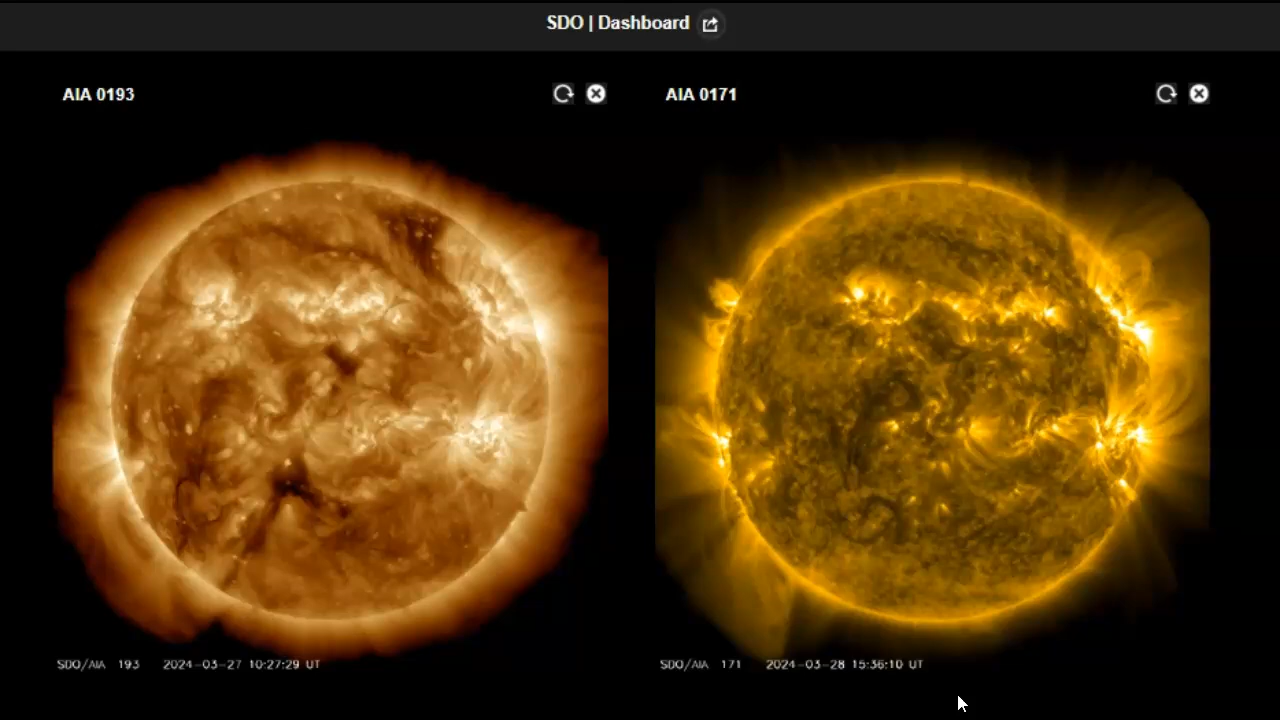 SDO | Dashboard
AIA 0193
AIA 0171
SDO/AIA 193 2024-03-27 10:27:29 UT
SDO/AIA 171 2024-03-28 15:36:10 UT